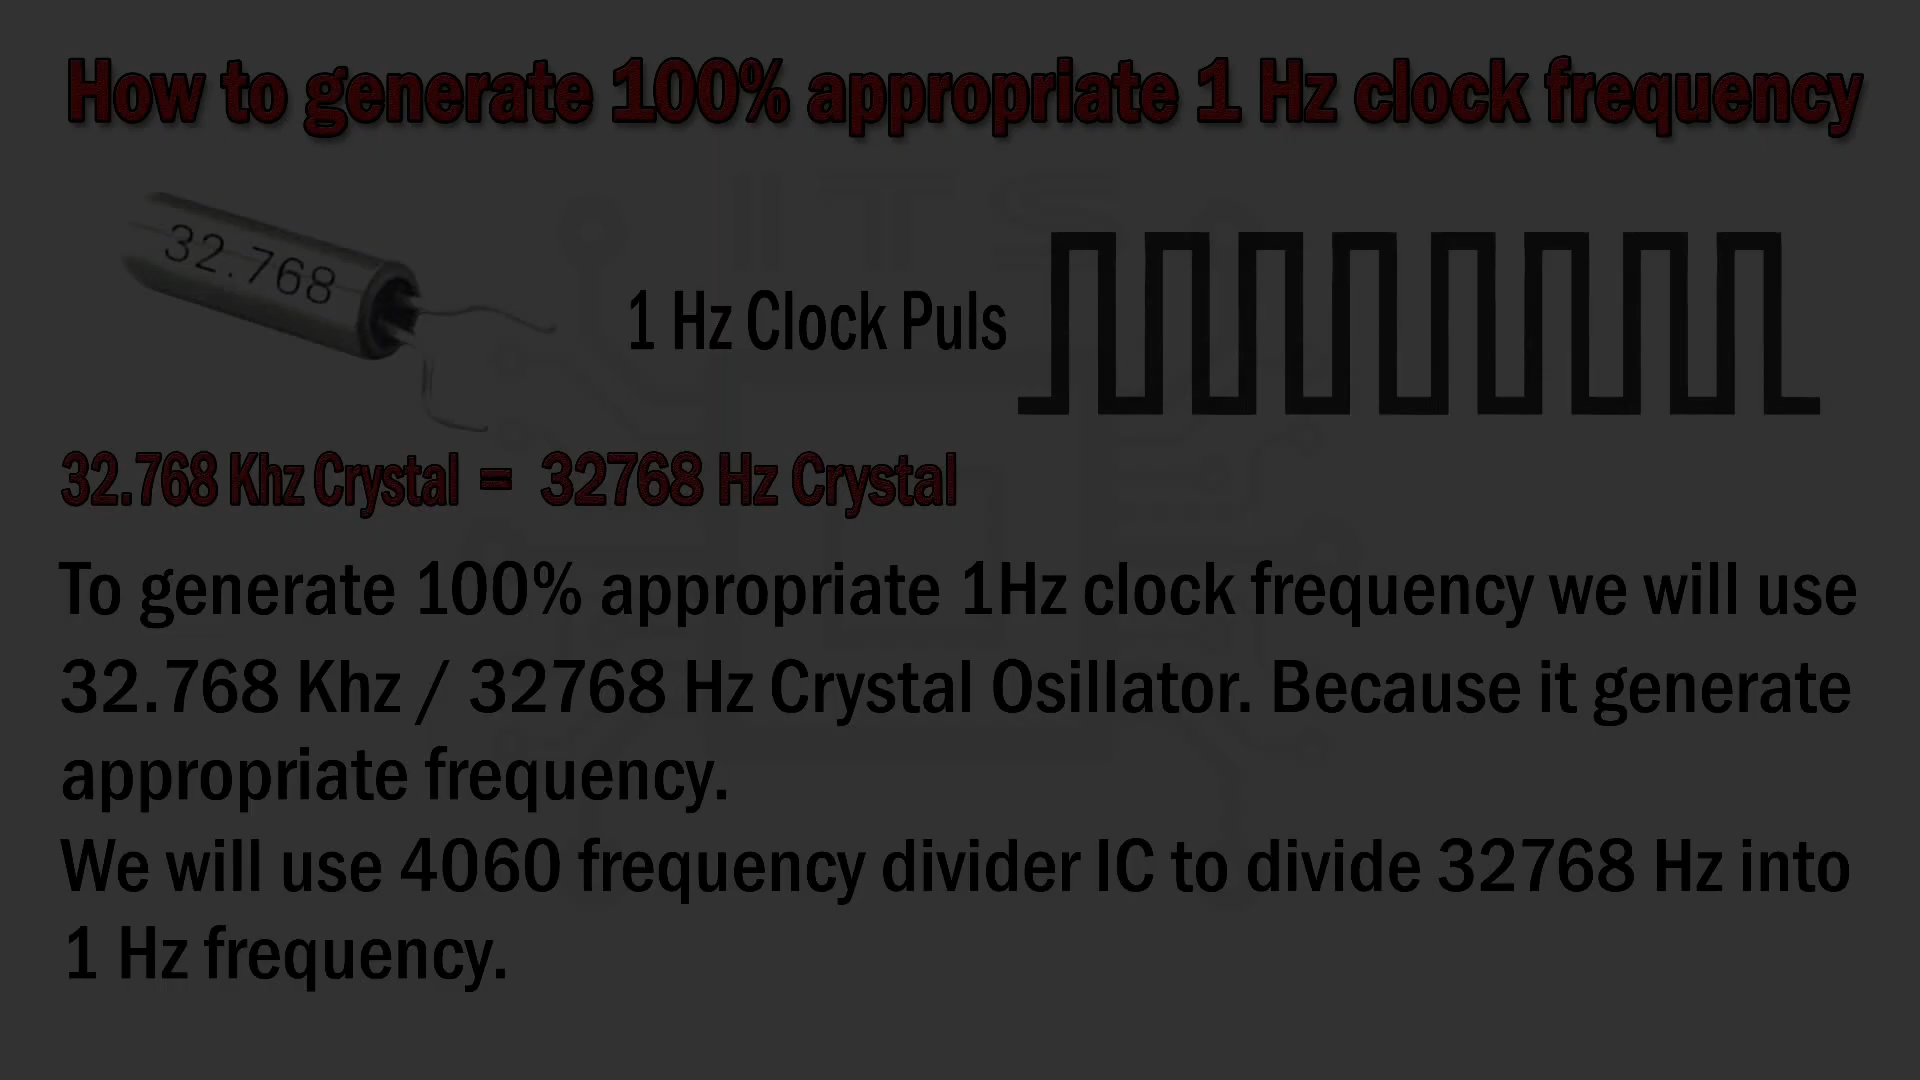 How to generate 100% appropriate 1 Hz clock frequency
ITS
32.768
1 Hz Clock Puls
32.768 Khz Crystal = 32768 Hz Crystal
To generate 100% appropriate 1Hz clock frequency we will use
32.768 Khz / 32768 Hz Crystal Osillator. Because it generate
appropriate frequency.
We will use 4060 frequency divider IC to divide 32768 Hz into
1 Hz frequency.